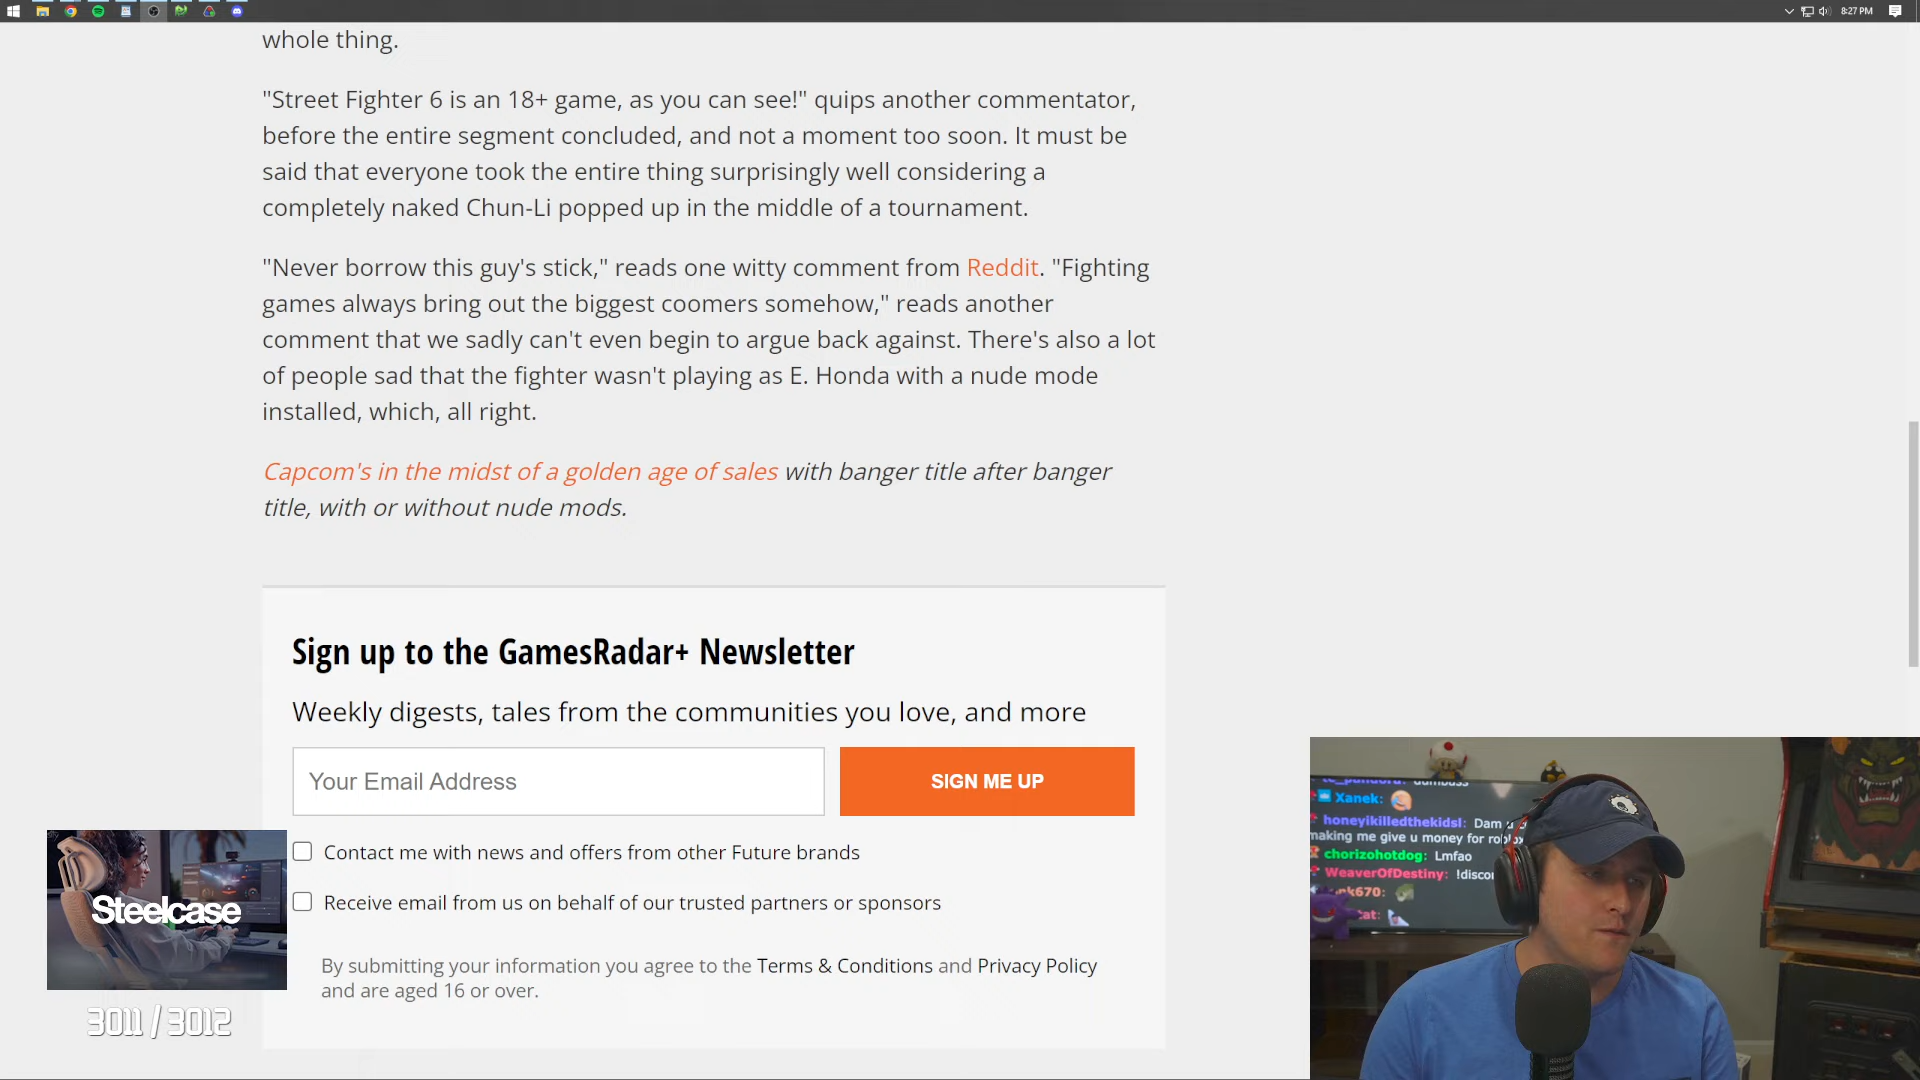 8:27 PM
whole thing.
"Street Fighter 6 is an 18+ game, as you can see!" quips another commentator,
before the entire segment concluded, and not a moment too soon. It must be
said that everyone took the entire thing surprisingly well considering a
completely naked Chun-Li popped up in the middle of a tournament.
"Never borrow this guy's stick," reads one witty comment from Reddit. "Fighting
games always bring out the biggest coomers somehow," reads another
comment that we sadly can't even begin to argue back against. There's also a lot
of people sad that the fighter wasn't playing as E. Honda with a nude mode
installed, which, all right.
Capcom's in the midst of a golden age of sales with banger title after banger
title, with or without nude mods.
Sign up to the GamesRadar+ Newsletter
Weekly digests, tales from the communities you love, and more
Your Email Address
SIGN ME UP
Contact me with news and offers from other Future brands
Receive email from us on behalf of our trusted partners or sponsors
By submitting your information you agree to the Terms & Conditions and Privacy Policy
and are aged 16 or over.
Steelcase
3011 / 3012
Xanek:
honeyikilledthekidsl: Dam
making me give u money for
chorizohotdog: Lmfao
WeaverOfDestiny: